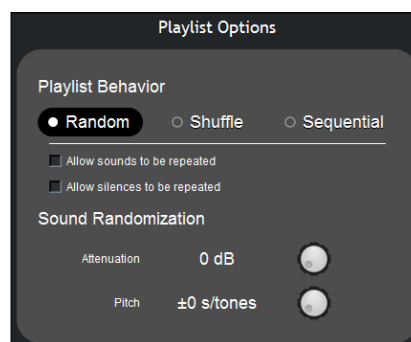 Playlist Options
Playlist Behavior
Random Shuffle Sequential
Allow sounds to be repeated
Allow silences to be repeated
Sound Randomization
Attenuation 0 dB
Pitch ±0 s/tones